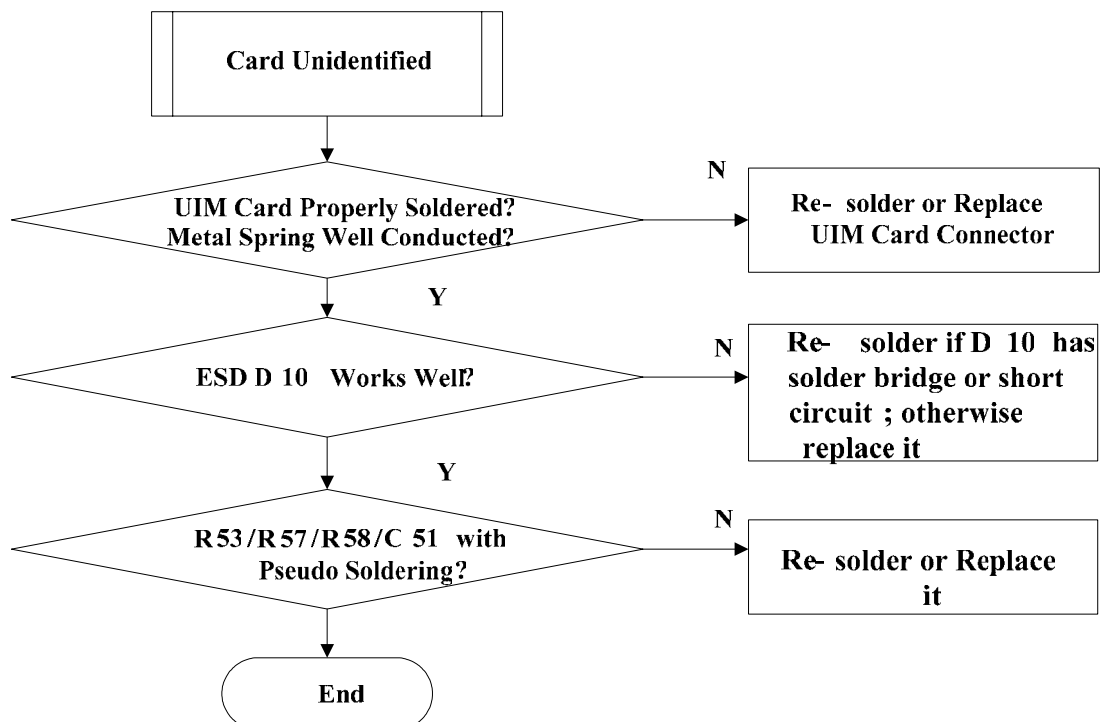 Card Unidentified
UIM Card Properly Soldered?
Metal Spring Well Conducted?
N
Re- solder or Replace
UIM Card Connector
Y
ESD D 10 Works Well?
N
Re- solder if D 10 has
solder bridge or short
circuit ; otherwise
replace it
Y
R53/R57/R58/C 51 with
Pseudo Soldering?
N
Re- solder or Replace
it
End